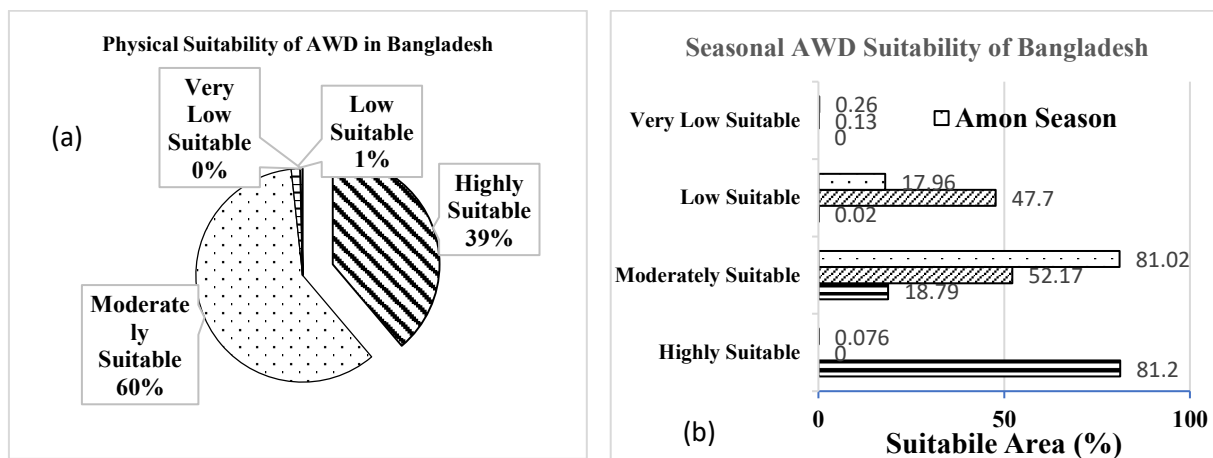 Physical Suitability of AWD in Bangladesh
(a)
Very
Low
Suitable
0%
Low
Suitable
1%
Highly
Suitable
39%
Moderate
ly
Suitable
60%
Seasonal AWD Suitability of Bangladesh
Very Low Suitable
0.26
0.13
0
Amon Season
Low Suitable
17.96
47.7
0.02
Moderately Suitable
81.02
52.17
18.79
Highly Suitable
0.076
0
81.2
0
50
100
(b)
Suitabile Area (%)